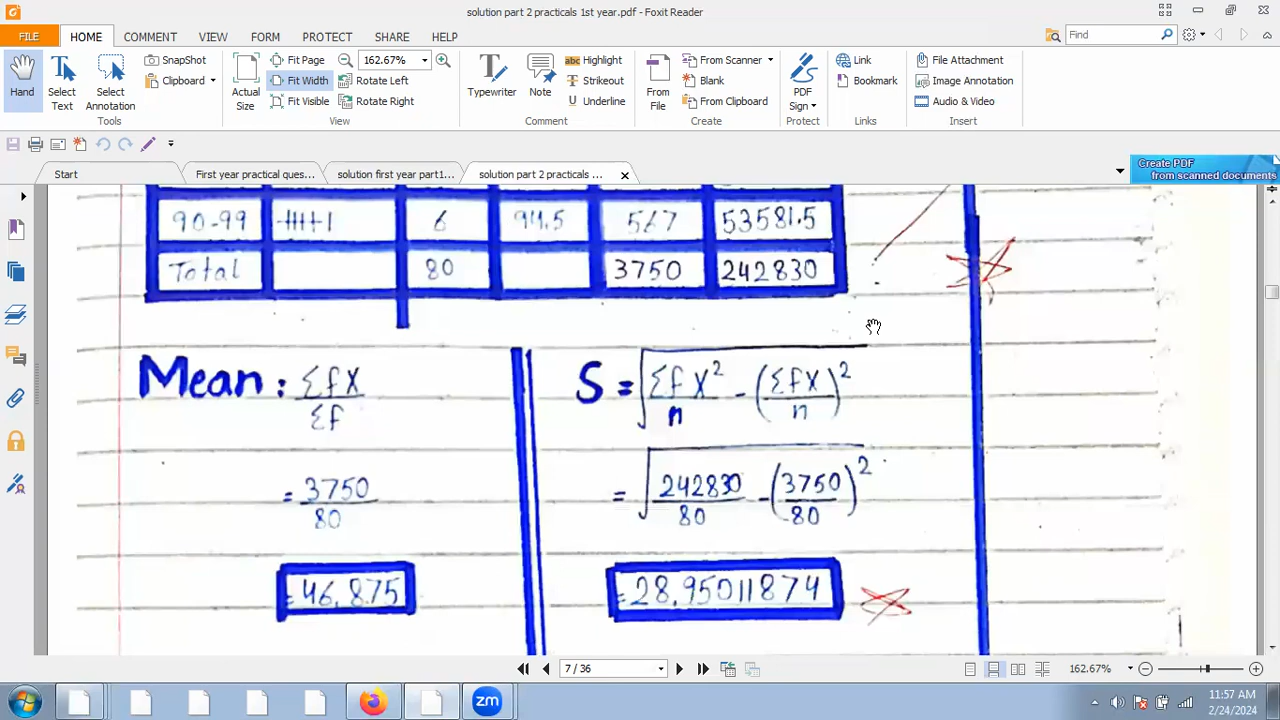 solution part 2 practicals 1st year.pdf - Foxit Reader
FILE HOME COMMENT VIEW FORM PROTECT SHARE HELP
Find
Hand
Select Text
Select Annotation
SnapShot
Clipboard
Tools
Actual Size
Fit Page
Fit Width
Fit Visible
162.67%
Rotate Left
Rotate Right
View
Typewriter
Note
Highlight
Strikeout
Underline
Comment
From File
From Scanner
Blank
From Clipboard
Create
PDF Sign
Protect
Link
Bookmark
Links
File Attachment
Image Annotation
Audio & Video
Insert
Start
First year practical ques...
solution first year part1...
solution part 2 practicals ...
Create PDF
from scanned documents
90-99 6 94.5 567 53581.5
Total 80 3750 242830
Mean: ΣfX / Σf
S = √ΣfX² / n - (ΣfX / n)²
= 3750 / 80
= √242830 / 80 - (3750 / 80)²
= 46.875
= 28.95011874
7 / 36
162.67%
zm
11:57 AM
2/24/2024